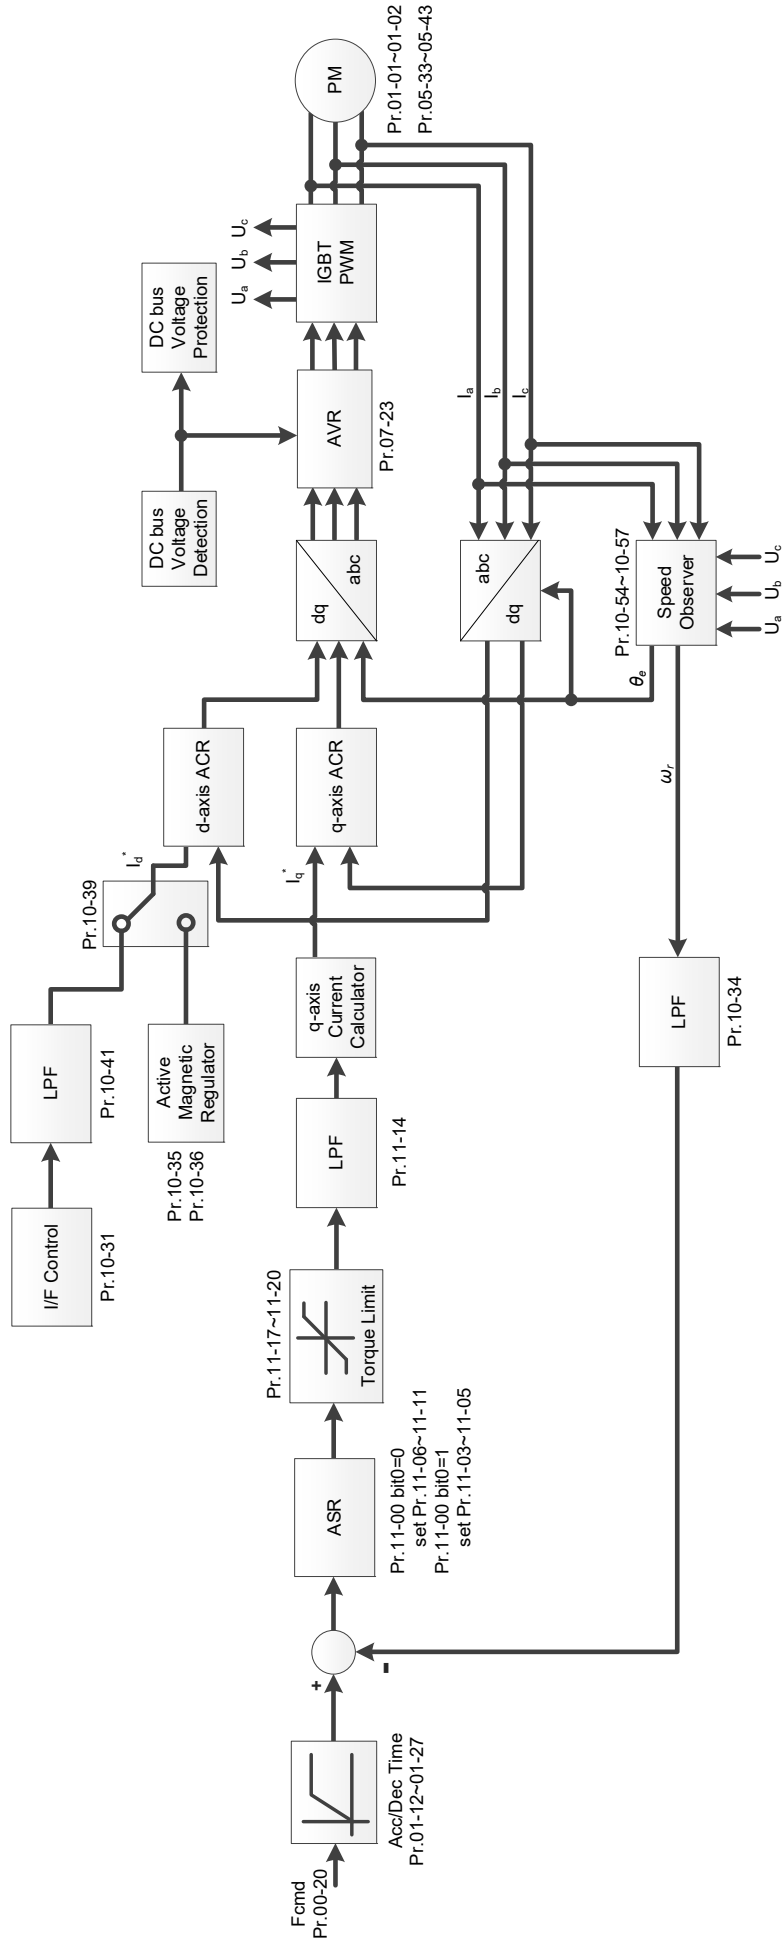 Fcmd
Pr.00-20
Acc/Dec Time
Pr.01-12~01-27
+
-
ASR
Pr.11-00 bit0=0
set Pr.11-06~11-11
Pr.11-00 bit0=1
set Pr.11-03~11-05
Pr.11-17~11-20
Torque Limit
LPF
Pr.11-14
q-axis
Current
Calculator
I/F Control
Pr.10-31
LPF
Pr.10-41
Active
Magnetic
Regulator
Pr.10-35
Pr.10-36
Pr.10-39
Id*
Iq*
d-axis ACR
q-axis ACR
dq
abc
DC bus
Voltage
Detection
DC bus
Voltage
Protection
AVR
Pr.07-23
Ua
Ub
Uc
IGBT
PWM
PM
Pr.01-01~01-02
Pr.05-33~05-43
Ia
Ib
Ic
abc
dq
Pr.10-54~10-57
Speed
Observer
Ua
Ub
Uc
θe
ωr
LPF
Pr.10-34